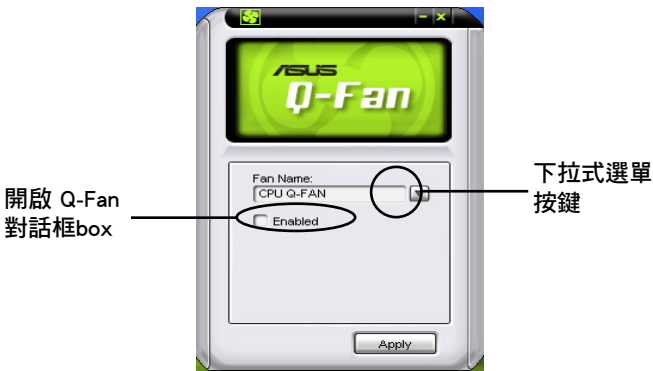 ASUS
Q-Fan
Fan Name:
CPU Q-FAN
Enabled
Apply
開啟 Q-Fan
對話框box
下拉式選單
按鍵